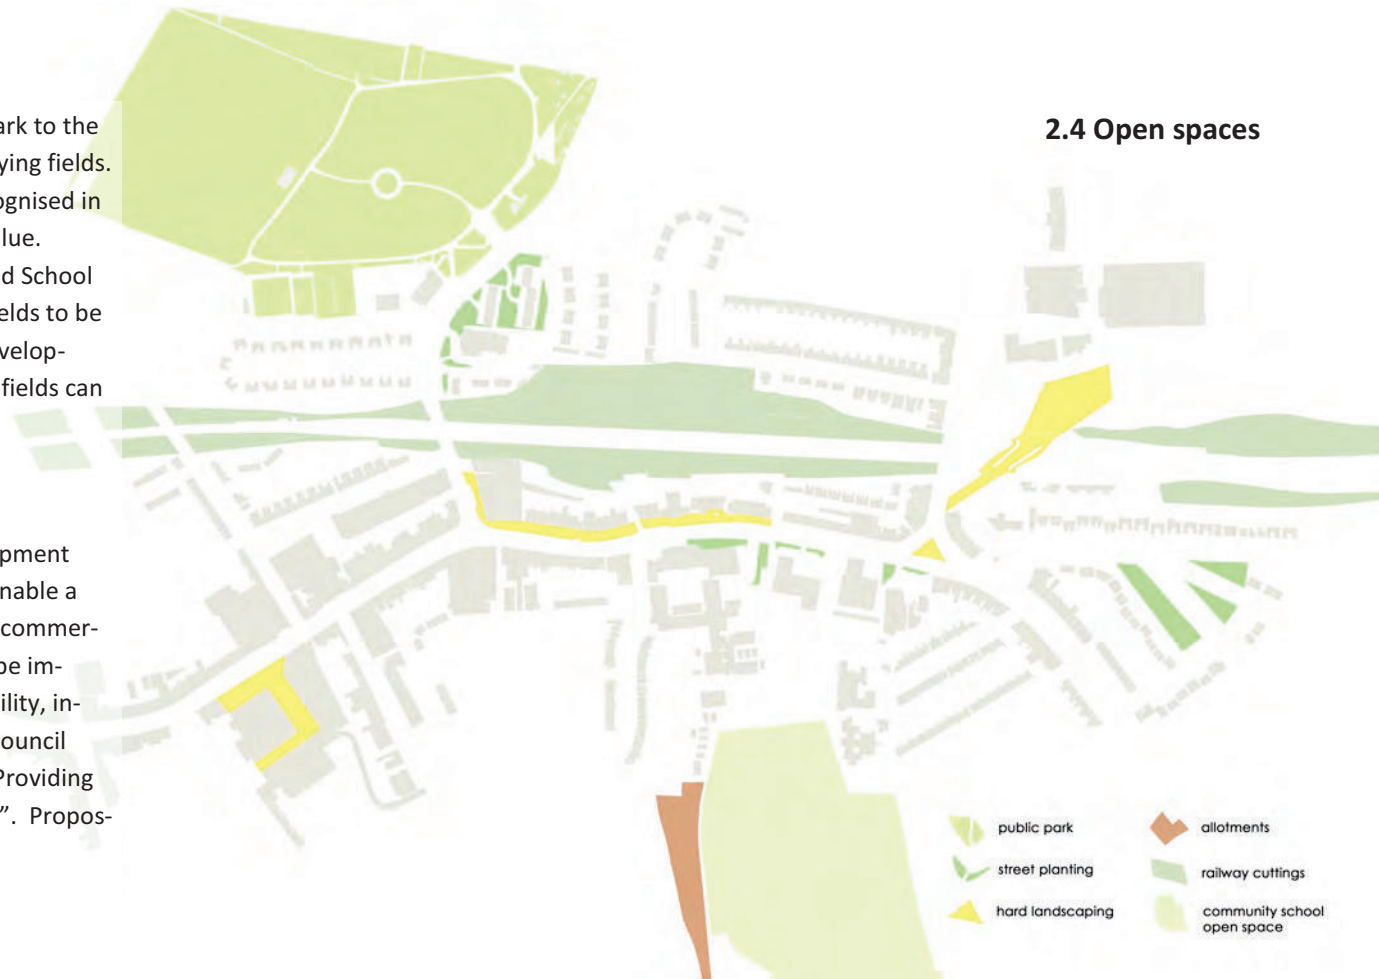 2.4 Open spaces
ark to the
ying fields.
ognised in
lue.
d School
elds to be
velop-
fields can
pment
nable a
commer-
be im-
ility, in-
ouncil
Providing
”. Propos-
public park
street planting
hard landscaping
allotments
railway cuttings
community school
open space